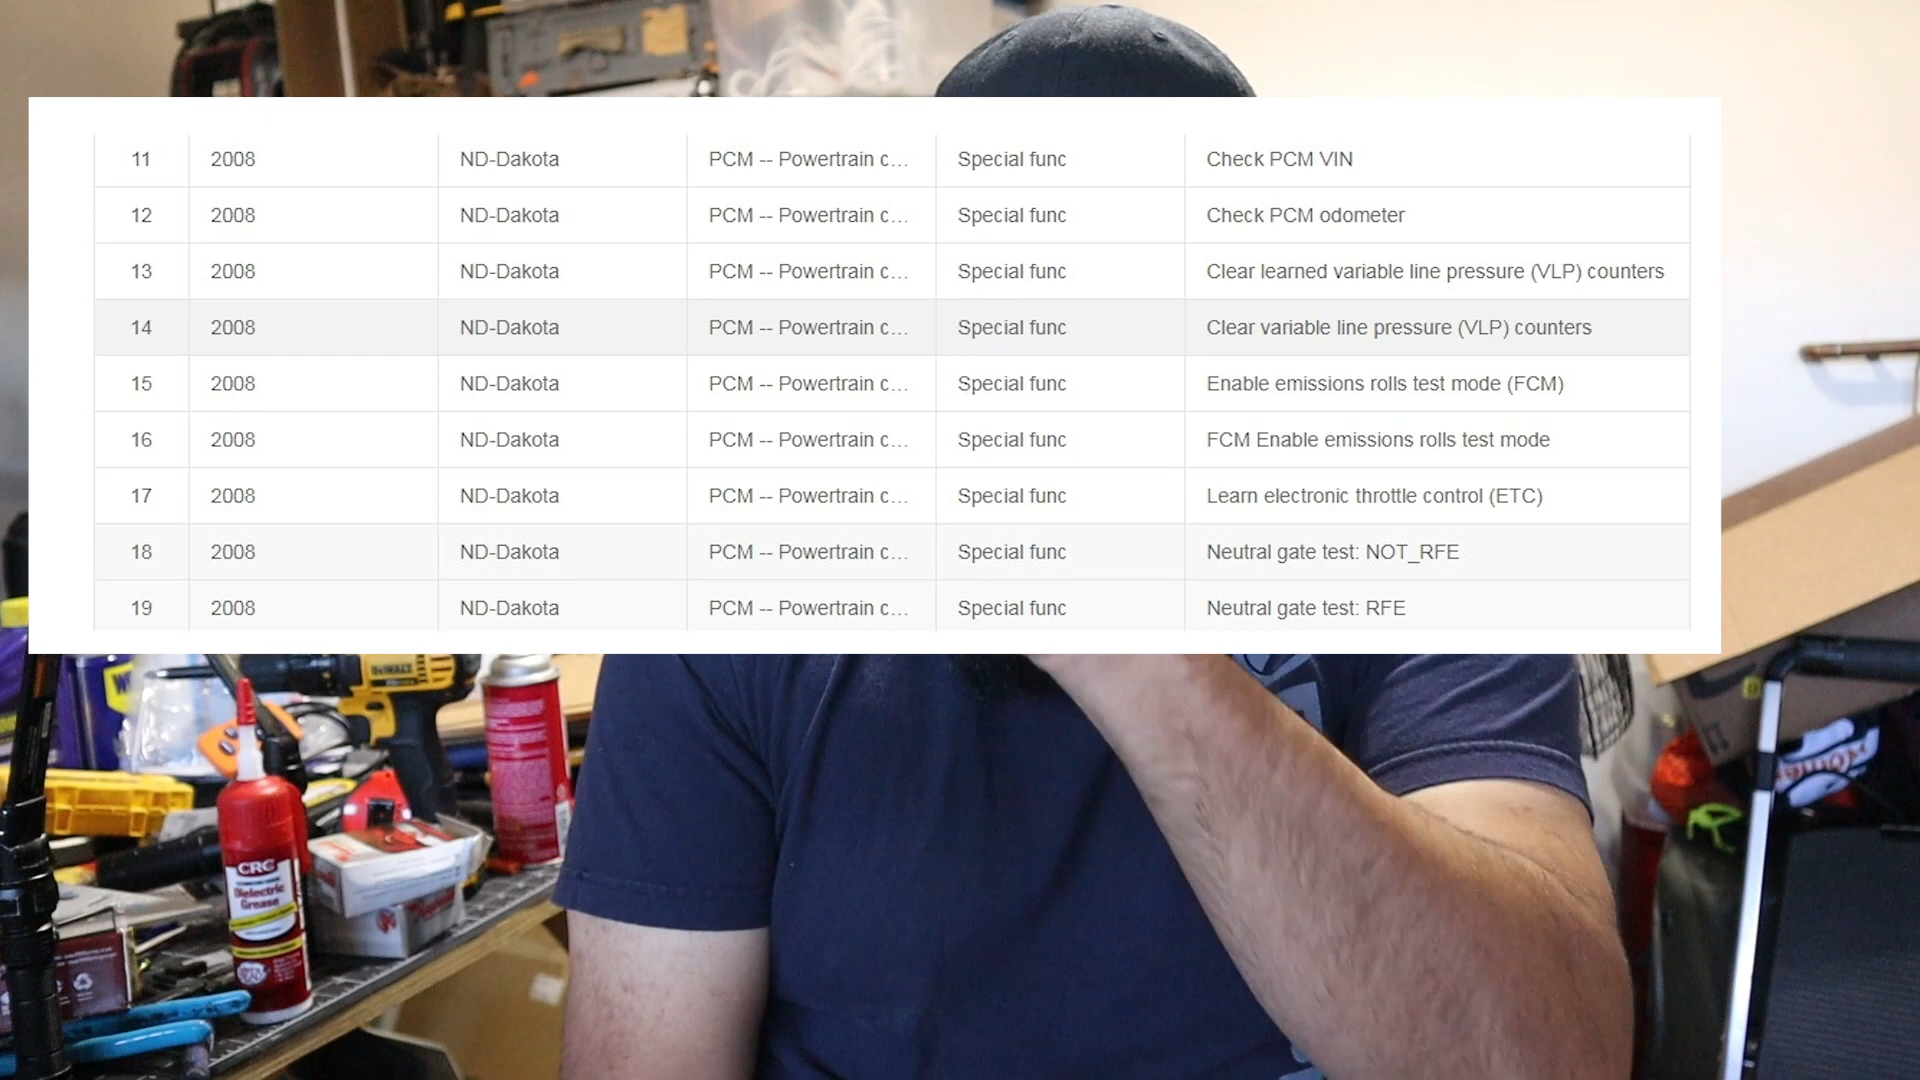 11 2008 ND-Dakota PCM -- Powertrain c... Special func Check PCM VIN
12 2008 ND-Dakota PCM -- Powertrain c... Special func Check PCM odometer
13 2008 ND-Dakota PCM -- Powertrain c... Special func Clear learned variable line pressure (VLP) counters
14 2008 ND-Dakota PCM -- Powertrain c... Special func Clear variable line pressure (VLP) counters
15 2008 ND-Dakota PCM -- Powertrain c... Special func Enable emissions rolls test mode (FCM)
16 2008 ND-Dakota PCM -- Powertrain c... Special func FCM Enable emissions rolls test mode
17 2008 ND-Dakota PCM -- Powertrain c... Special func Learn electronic throttle control (ETC)
18 2008 ND-Dakota PCM -- Powertrain c... Special func Neutral gate test: NOT_RFE
19 2008 ND-Dakota PCM -- Powertrain c... Special func Neutral gate test: RFE
DEWALT
CRC
Dielectric
Grease